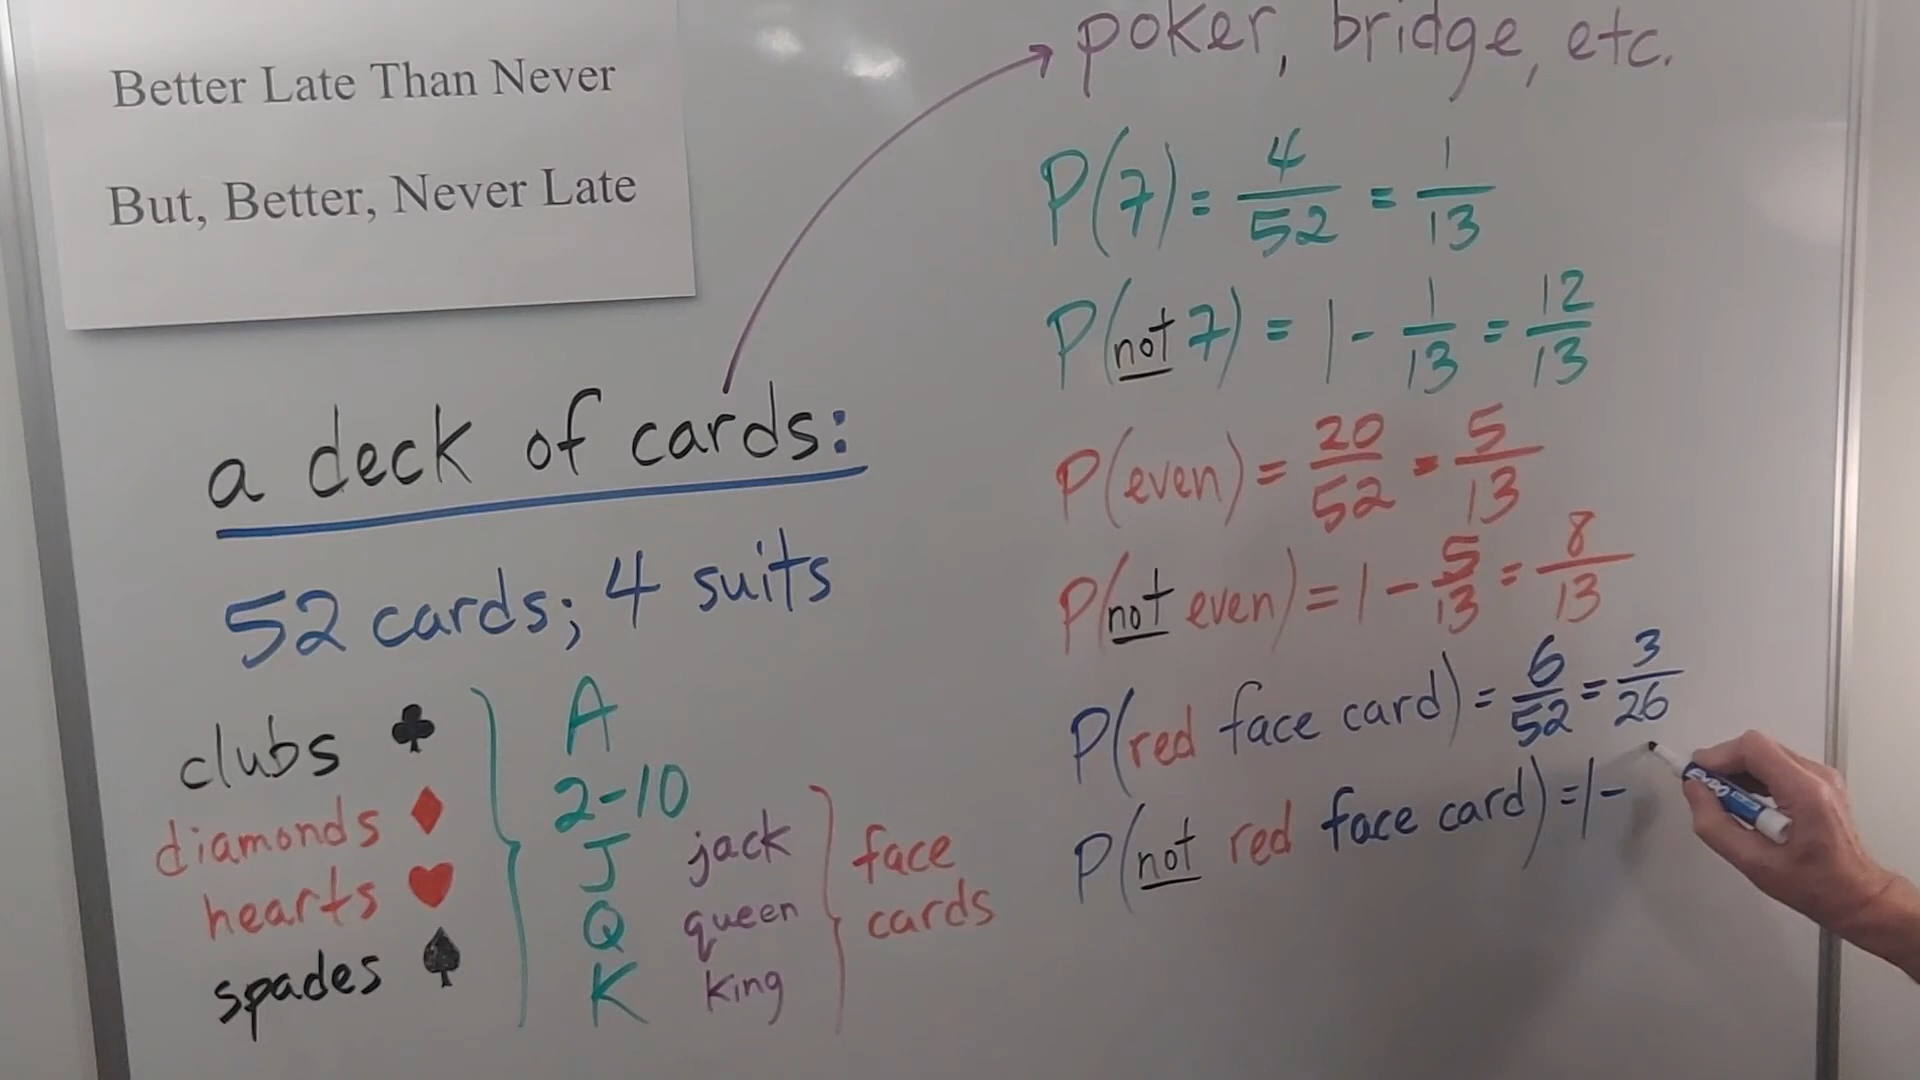 Better Late Than Never
But, Better, Never Late
poker, bridge, etc.
a deck of cards:
52 cards; 4 suits
clubs ♣
diamonds ♦
hearts ♥
spades ♠
A
2-10
J jack
Q queen
K king
face
cards
P(7) = 4/52 = 1/13
P(not 7) = 1 - 1/13 = 12/13
P(even) = 20/52 = 5/13
P(not even) = 1 - 5/13 = 8/13
P(red face card) = 6/52 = 3/26
P(not red face card) = 1 -
EXPO